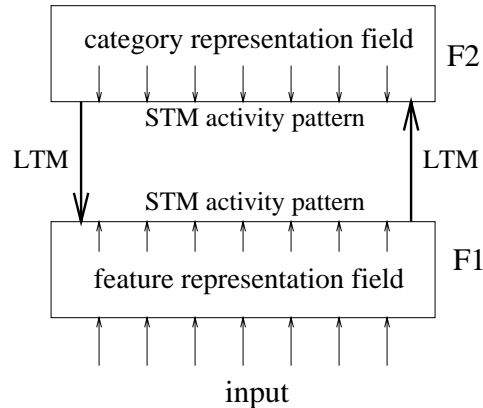 category representation field
F2
STM activity pattern
LTM
LTM
STM activity pattern
F1
feature representation field
input